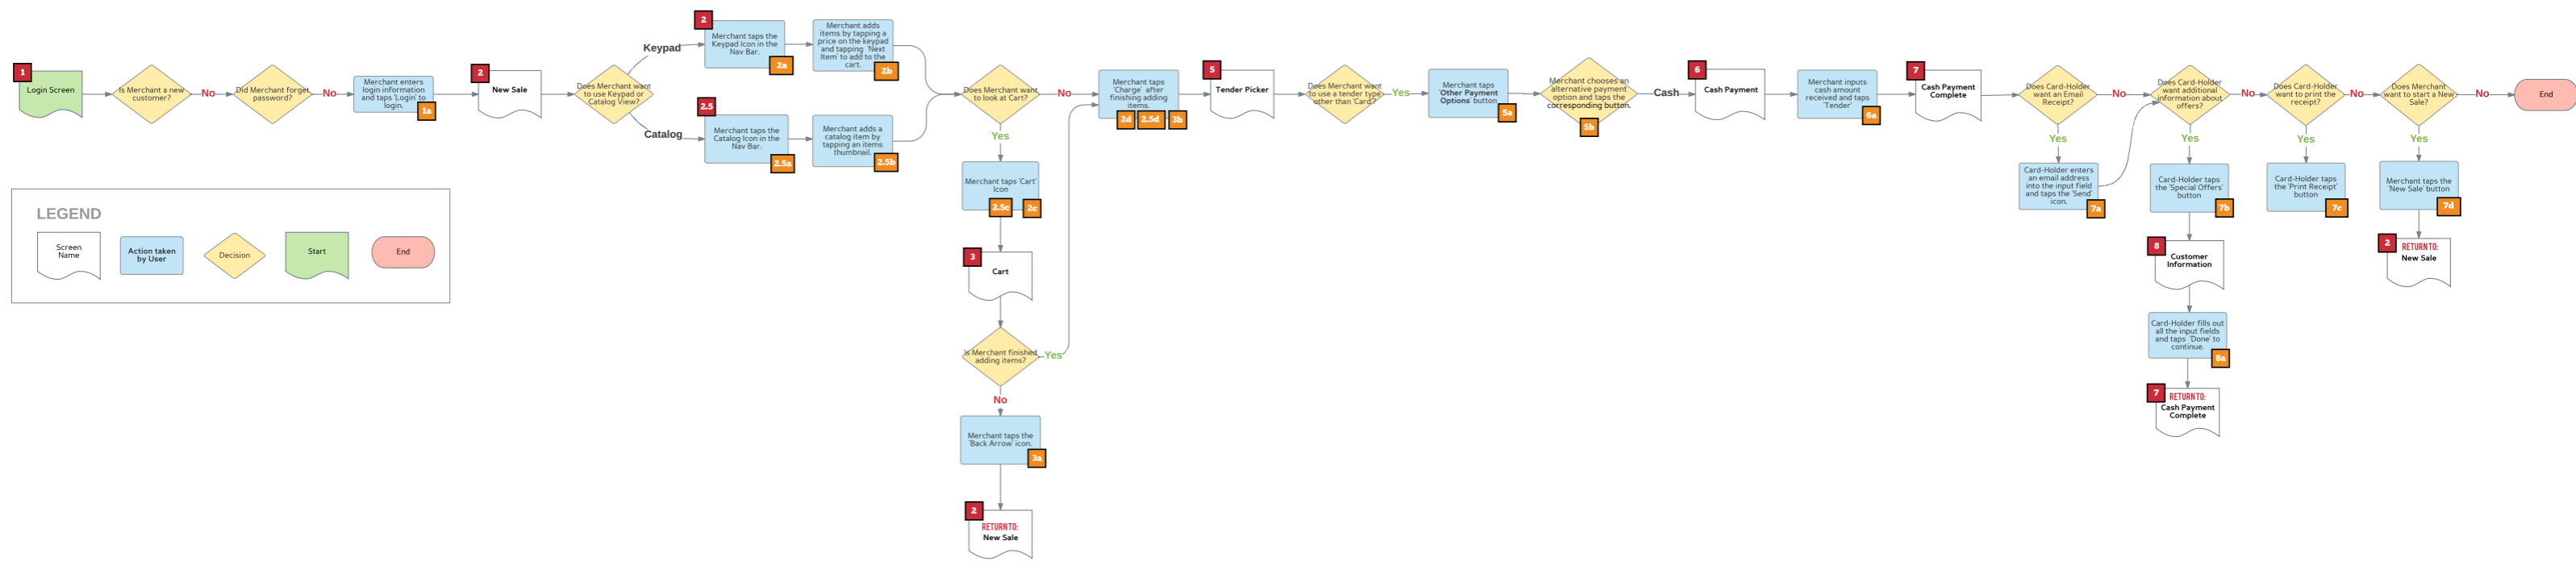 1
Login Screen
Is Merchant a new
customer?
No
Did Merchant forget
password?
No
Merchant enters
login information
and taps 'Login' to
login.
1a
2
New Sale
Does Merchant want
to use Keypad or
Catalog View?
Keypad
2
Merchant taps the
Keypad Icon in the
Nav Bar.
2a
Merchant adds
items by tapping a
price on the keypad
and tapping 'Next
Item' to add to the
cart.
2b
Catalog
2.5
Merchant taps the
Catalog Icon in the
Nav Bar.
2.5a
Merchant adds a
catalog item by
tapping an items
thumbnail.
2.5b
Does Merchant want
to look at Cart?
No
Yes
Merchant taps 'Cart'
Icon
2.5c
2c
3
Cart
Is Merchant finished
adding items?
Yes
No
Merchant taps the
'Back Arrow' icon.
3a
2
RETURN TO:
New Sale
Merchant taps
'Charge' after
finishing adding
items.
2d
2.5d
3b
5
Tender Picker
Does Merchant want
to use a tender type
other than 'Card'?
Yes
Merchant taps
'Other Payment
Options' button
5a
Merchant chooses an
alternative payment
option and taps the
corresponding button.
5b
Cash
6
Cash Payment
Merchant inputs
cash amount
received and taps
'Tender'
6a
7
Cash Payment
Complete
Does Card-Holder
want an Email
Receipt?
No
Yes
Card-Holder enters
an email address
into the input field
and taps the 'Send'
icon.
7a
Does Card-Holder
want additional
information about
offers?
No
Yes
Card-Holder taps
the 'Special Offers'
button
7b
8
Customer
Information
Card-Holder fills out
all the input fields
and taps 'Done' to
continue.
8a
7
RETURN TO:
Cash Payment
Complete
Does Card-Holder
want to print the
receipt?
No
Yes
Card-Holder taps
the 'Print Receipt'
button
7c
Does Merchant
want to start a New
Sale?
No
Yes
Merchant taps the
'New Sale' button
7d
2
RETURN TO:
New Sale
End
LEGEND
Screen
Name
Action taken
by User
Decision
Start
End